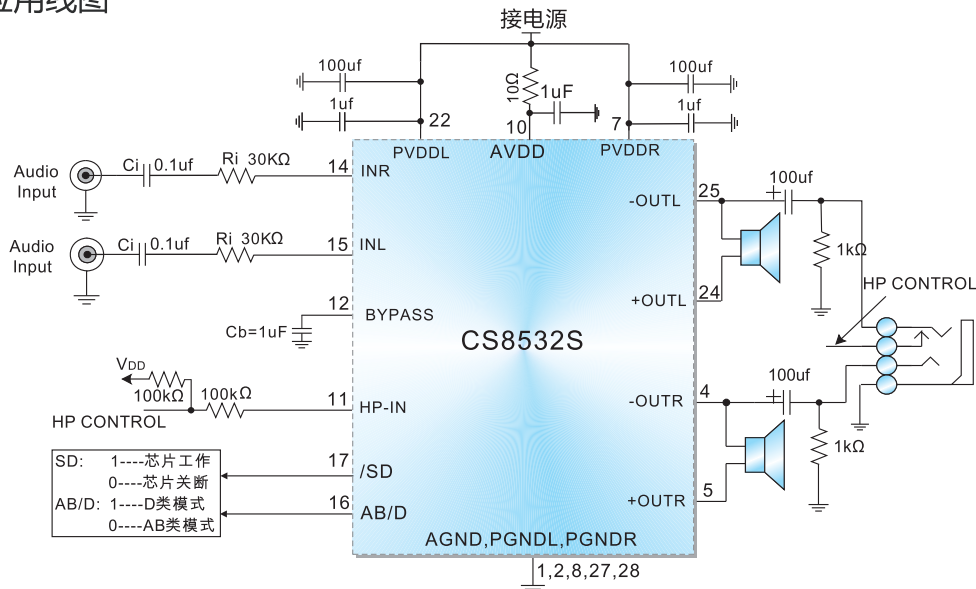 应用线图
接电源
100uf
1uf
22
10Ω
1uF
10
100uf
1uf
7
PVDDL
AVDD
PVDDR
Audio
Input
Ci
0.1uf
Ri 30KΩ
14
INR
Audio
Input
Ci
0.1uf
Ri 30KΩ
15
INL
12
BYPASS
Cb=1uF
CS8532S
VDD
100kΩ
100kΩ
HP CONTROL
11
HP-IN
SD: 1----芯片工作
0----芯片关断
AB/D: 1----D类模式
0----AB类模式
17
/SD
16
AB/D
25
-OUTL
+
100uf
1kΩ
24
+OUTL
HP CONTROL
4
-OUTR
+
100uf
1kΩ
5
+OUTR
AGND,PGNDL,PGNDR
1,2,8,27,28